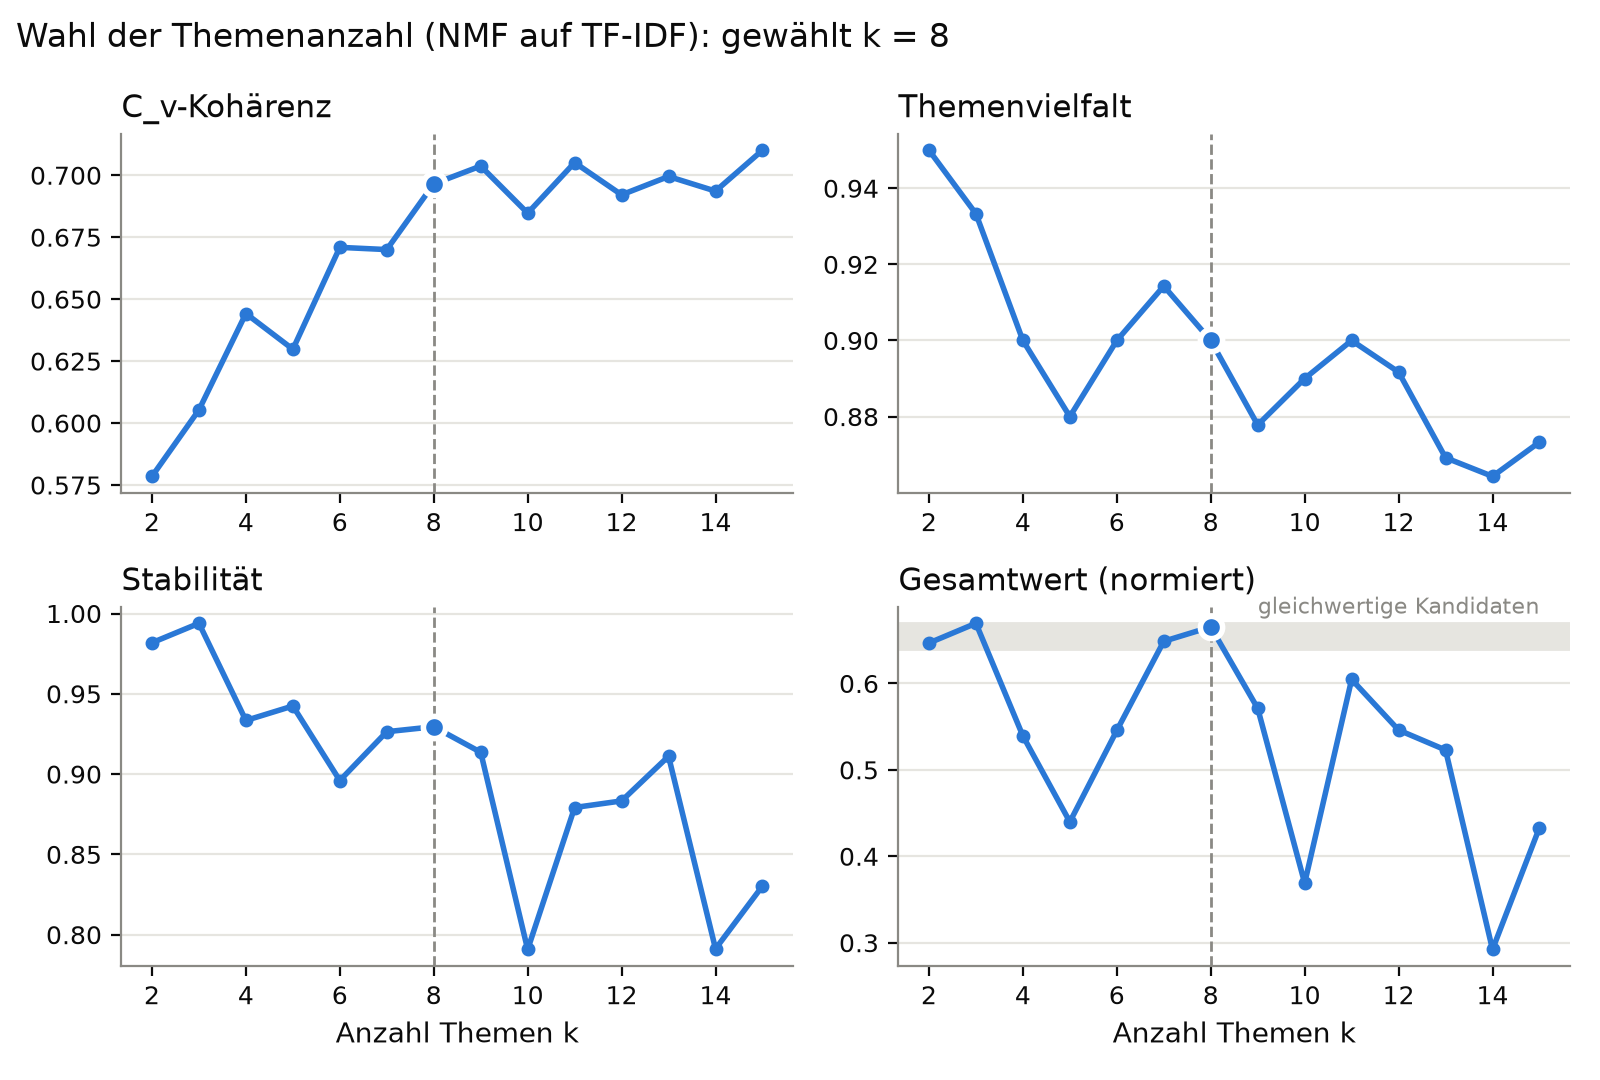 Wahl der Themenanzahl (NMF auf TF-IDF): gewählt k = 8
C_v-Kohärenz
0.700
0.675
0.650
0.625
0.600
0.575
2 4 6 8 10 12 14
Themenvielfalt
0.94
0.92
0.90
0.88
2 4 6 8 10 12 14
Stabilität
1.00
0.95
0.90
0.85
0.80
2 4 6 8 10 12 14
Anzahl Themen k
Gesamtwert (normiert)
gleichwertige Kandidaten
0.6
0.5
0.4
0.3
2 4 6 8 10 12 14
Anzahl Themen k